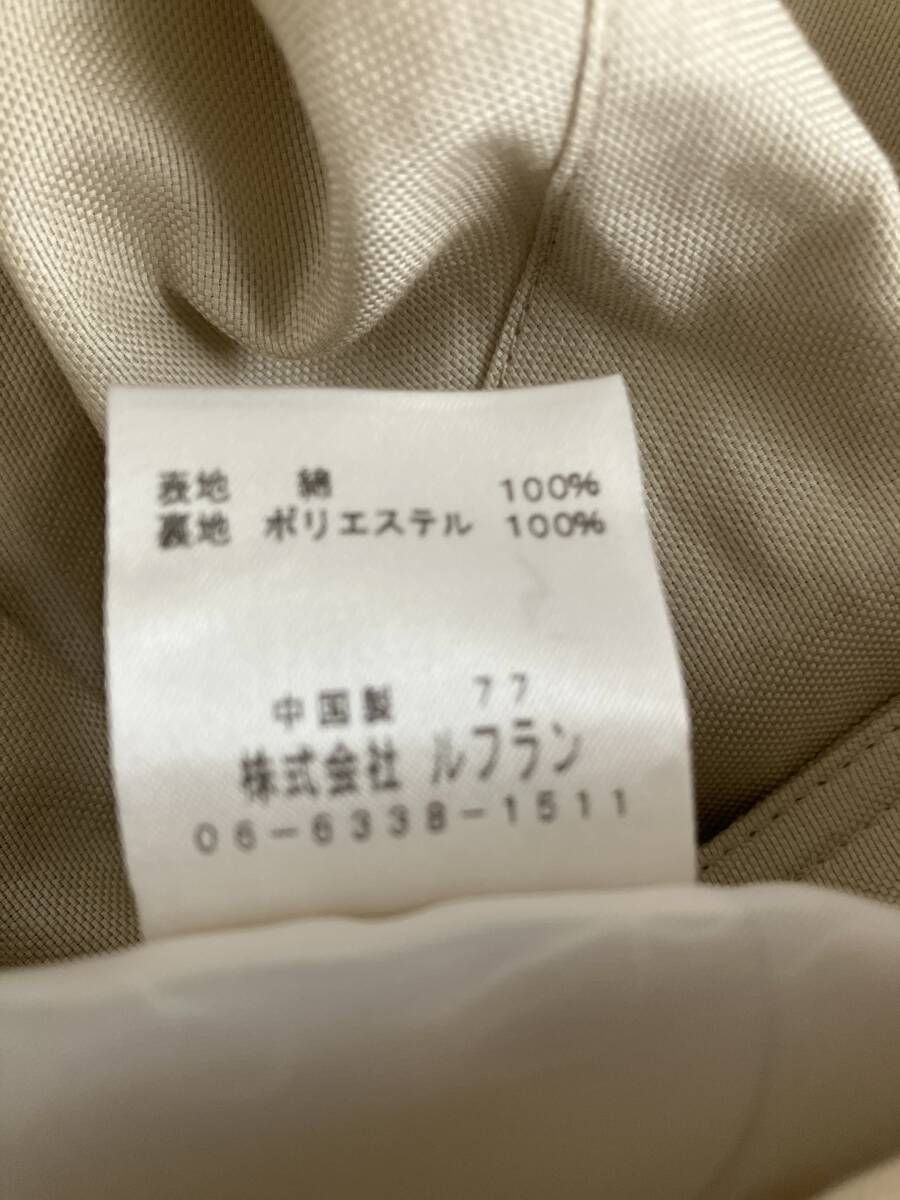 表地 綿 100%
裏地 ポリエステル 100%
中国製 77
株式会社 ルフラン
06-6338-1511